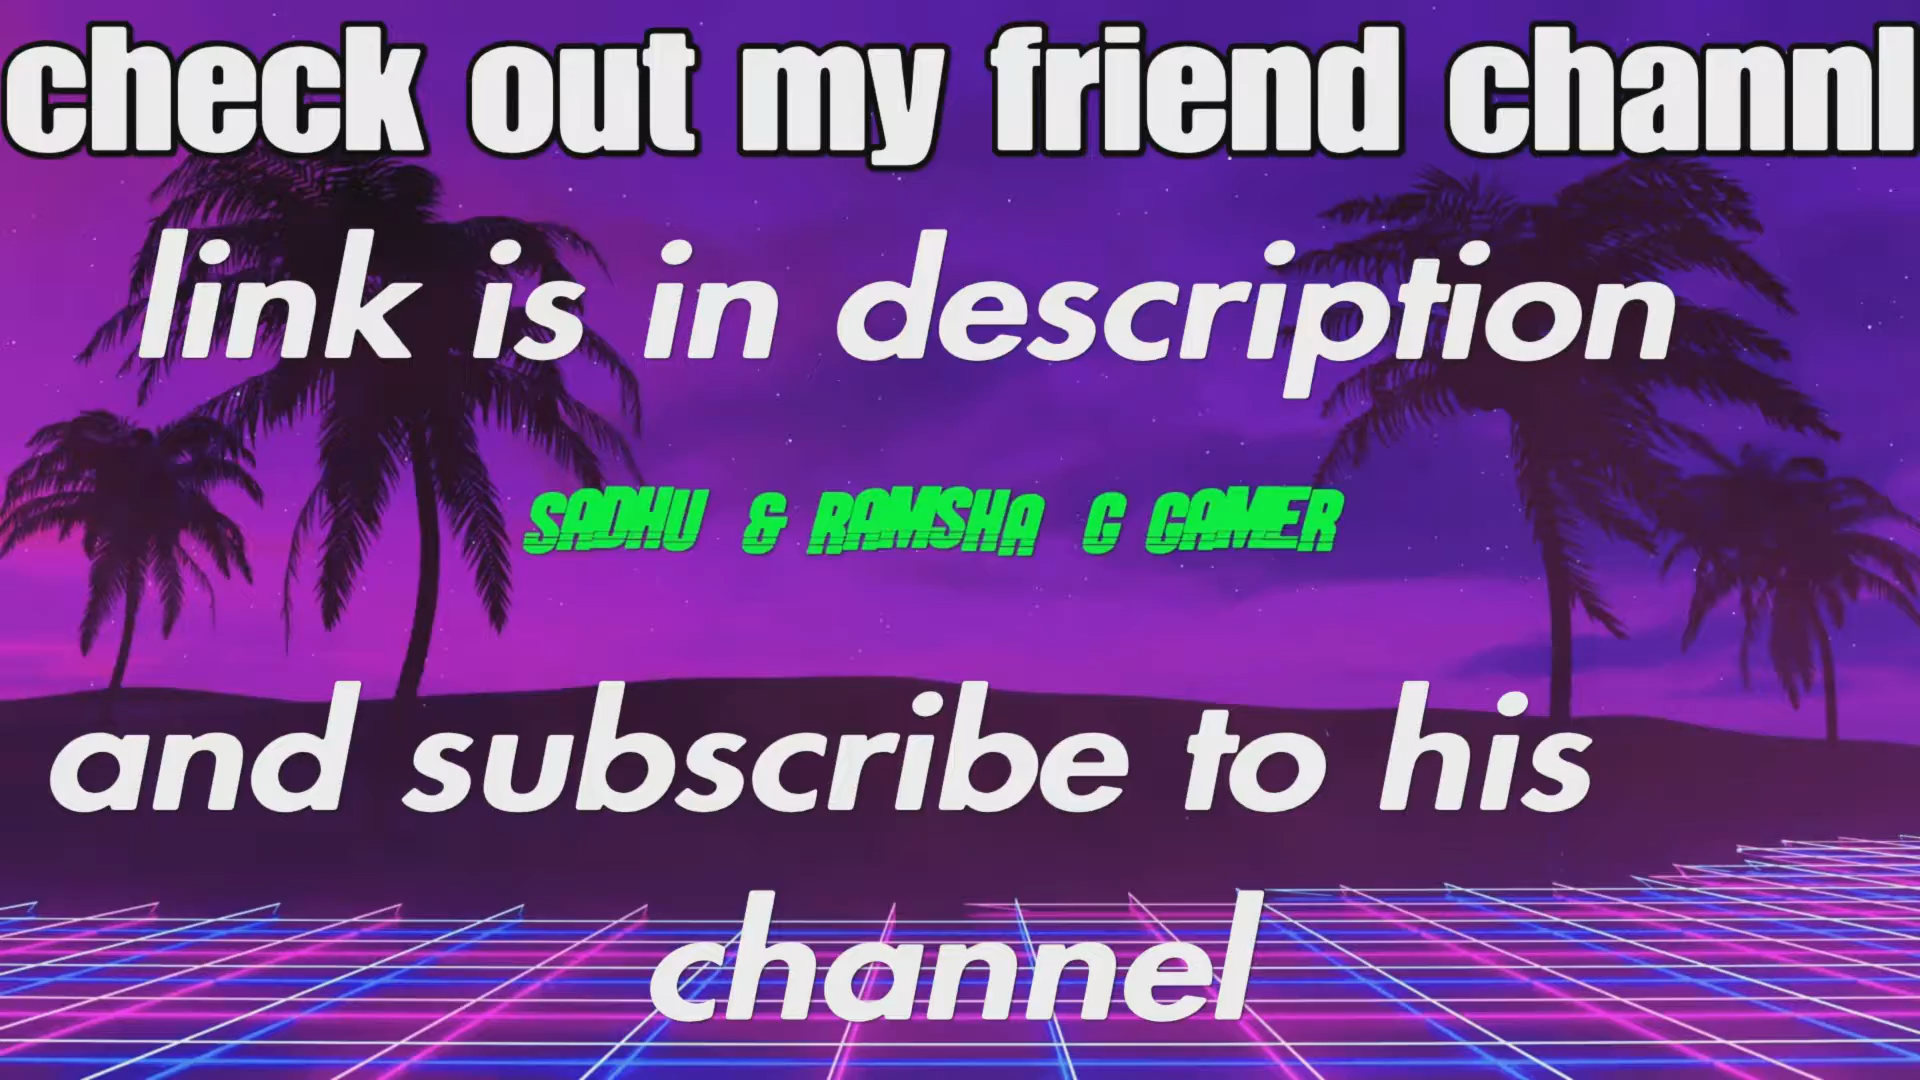 check out my friend channl
link is in description
SADHU & RAMSHA G GAMER
and subscribe to his
channel